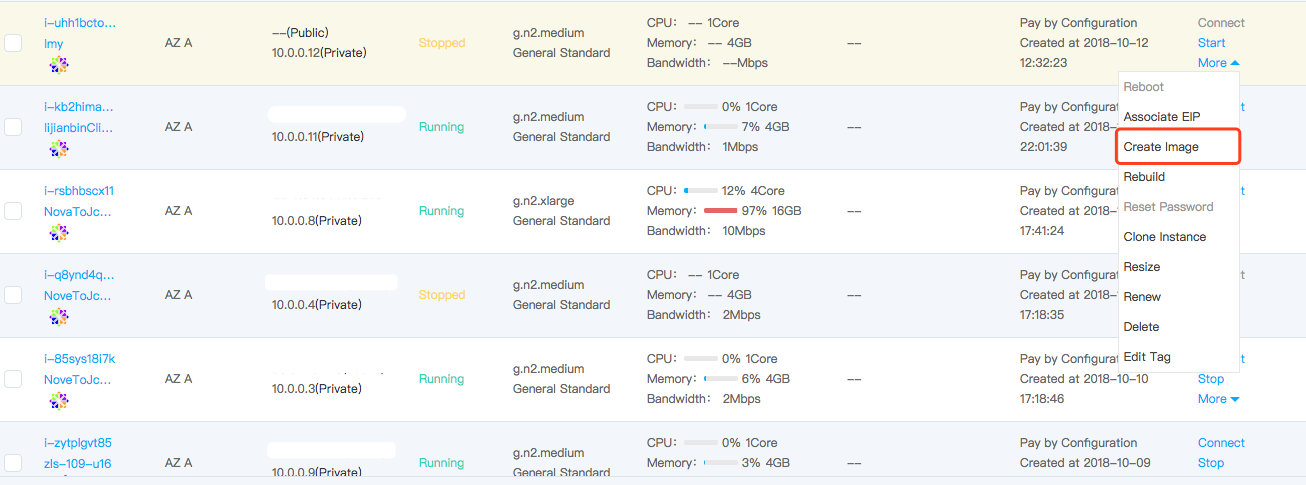 i-uhh1bcto...
lmy
AZ A
--(Public)
10.0.0.12(Private)
Stopped
g.n2.medium
General Standard
CPU: -- 1Core
Memory: -- 4GB
Bandwidth: --Mbps
--
Pay by Configuration
Created at 2018-10-12
12:32:23
Connect
Start
More
Reboot
Associate EIP
Create Image
Rebuild
Reset Password
Clone Instance
Resize
Renew
Delete
Edit Tag
i-kb2hima...
lijianbinCli...
AZ A
10.0.0.11(Private)
Running
g.n2.medium
General Standard
CPU: 0% 1Core
Memory: 7% 4GB
Bandwidth: 1Mbps
--
Pay by Configurat
Created at 2018-10-
22:01:39
i-rsbhbscx11
NovaToJc...
AZ A
10.0.0.8(Private)
Running
g.n2.xlarge
General Standard
CPU: 12% 4Core
Memory: 97% 16GB
Bandwidth: 10Mbps
--
Pay by Configurat
Created at 2018-10-
17:41:24
i-q8ynd4q...
NoveToJc...
AZ A
10.0.0.4(Private)
Stopped
g.n2.medium
General Standard
CPU: -- 1Core
Memory: -- 4GB
Bandwidth: 2Mbps
--
Pay by Configurat
Created at 2018-10-
17:18:35
i-85sys18i7k
NoveToJc...
AZ A
10.0.0.3(Private)
Running
g.n2.medium
General Standard
CPU: 0% 1Core
Memory: 6% 4GB
Bandwidth: 2Mbps
--
Pay by Configurat
Created at 2018-10-10
17:18:46
Stop
More
i-zytplgvt85
zls-109-u16
AZ A
10.0.0.9(Private)
Running
g.n2.medium
General Standard
CPU: 0% 1Core
Memory: 3% 4GB
--
Pay by Configuration
Created at 2018-10-09
Connect
Stop